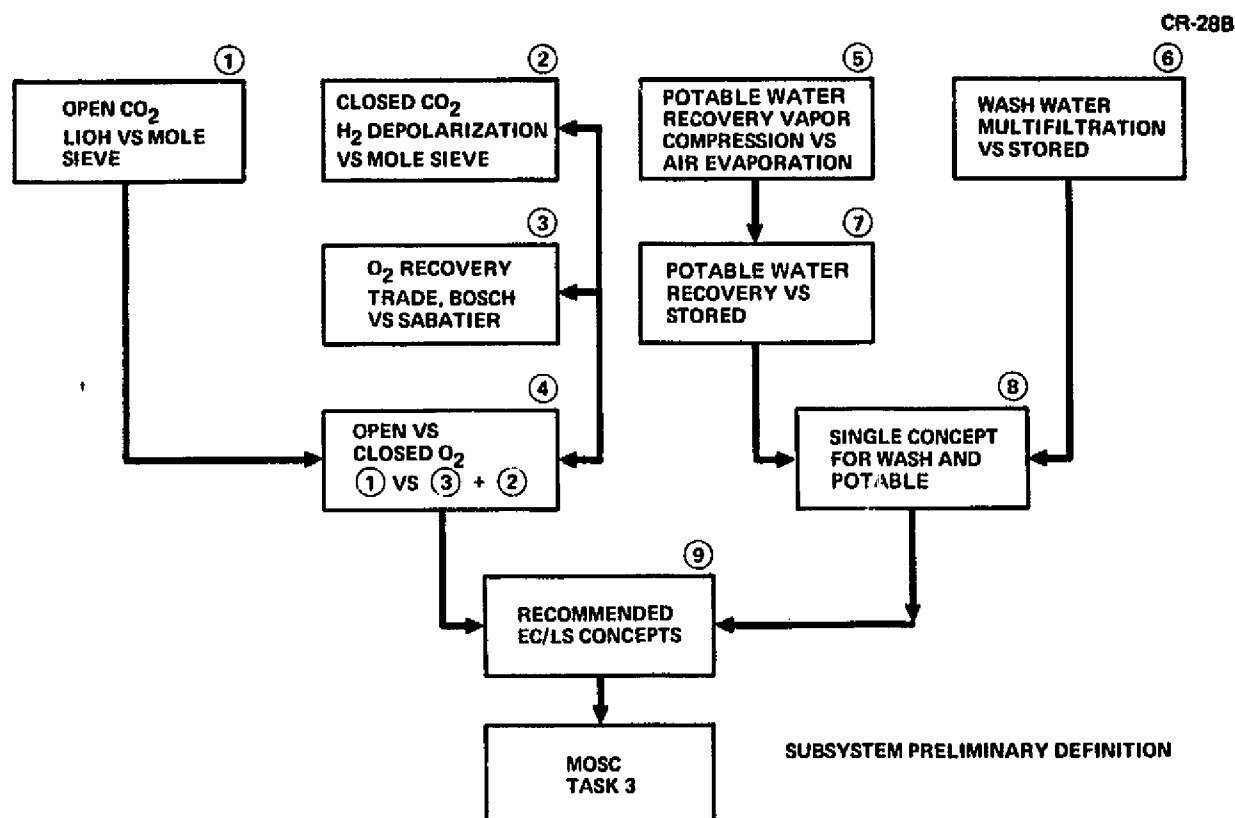 CR-28B
1
OPEN CO2
LIOH VS MOLE
SIEVE
2
CLOSED CO2
H2 DEPOLARIZATION
VS MOLE SIEVE
5
POTABLE WATER
RECOVERY VAPOR
COMPRESSION VS
AIR EVAPORATION
6
WASH WATER
MULTIFILTRATION
VS STORED
3
O2 RECOVERY
TRADE, BOSCH
VS SABATIER
7
POTABLE WATER
RECOVERY VS
STORED
4
OPEN VS
CLOSED O2
1 VS 3 + 2
8
SINGLE CONCEPT
FOR WASH AND
POTABLE
9
RECOMMENDED
EC/LS CONCEPTS
MOSC
TASK 3
SUBSYSTEM PRELIMINARY DEFINITION